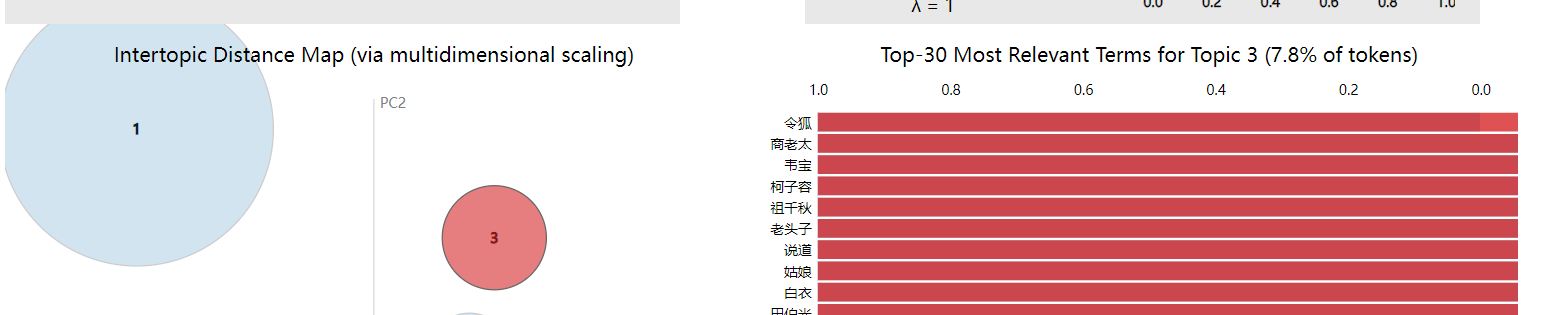 λ = 1
0.0 0.2 0.4 0.6 0.8 1.0
Intertopic Distance Map (via multidimensional scaling)
PC2
1
3
Top-30 Most Relevant Terms for Topic 3 (7.8% of tokens)
1.0 0.8 0.6 0.4 0.2 0.0
令狐
商老太
韦宝
柯子容
祖千秋
老头子
说道
姑娘
白衣
田伯光